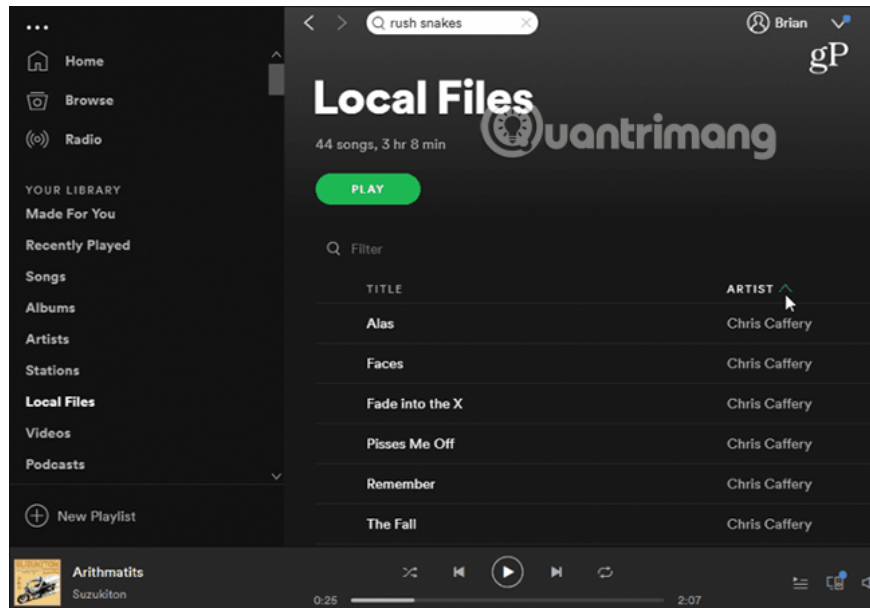 rush snakes
Brian
gP
Home
Browse
Radio
YOUR LIBRARY
Made For You
Recently Played
Songs
Albums
Artists
Stations
Local Files
Videos
Podcasts
New Playlist
Local Files
Quantrimang
44 songs, 3 hr 8 min
PLAY
Filter
TITLE ARTIST
Alas Chris Caffery
Faces Chris Caffery
Fade into the X Chris Caffery
Pisses Me Off Chris Caffery
Remember Chris Caffery
The Fall Chris Caffery
SUZUKITON
Arithmatits
Suzukiton
0:25 2:07